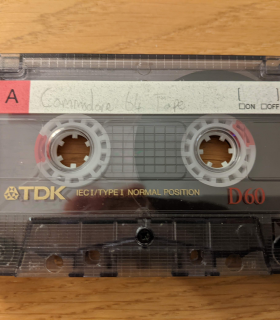 A Commodore 64 Tape [ ]
□ON □OFF
TDK IEC I/TYPE I NORMAL POSITION D60